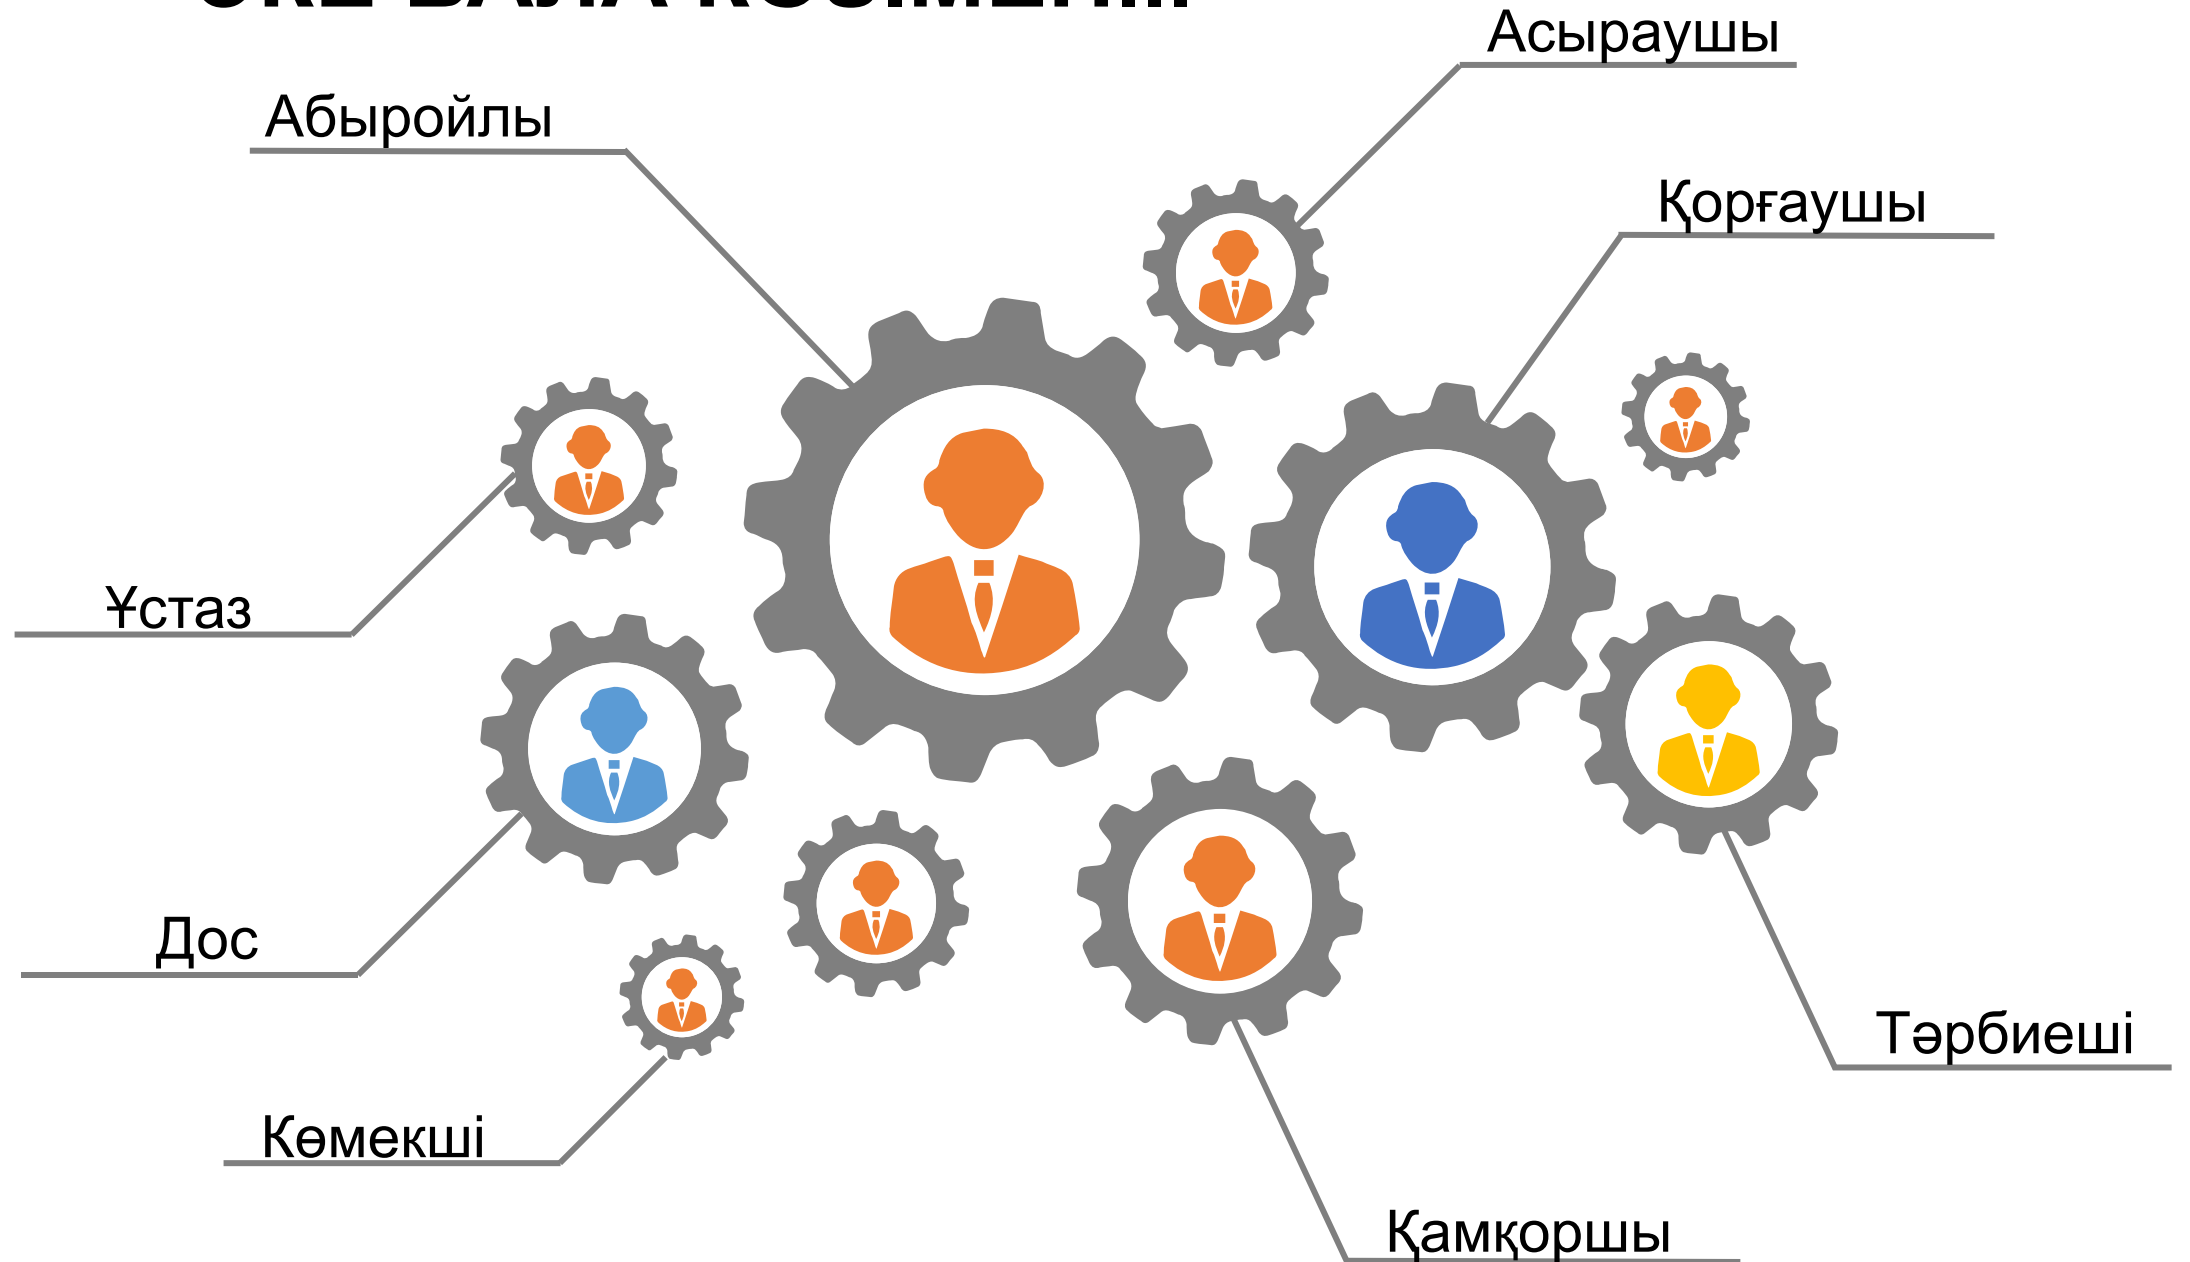 Асыраушы
Абыройлы
Қорғаушы
Ұстаз
Дос
Тәрбиеші
Көмекші
Қамқоршы